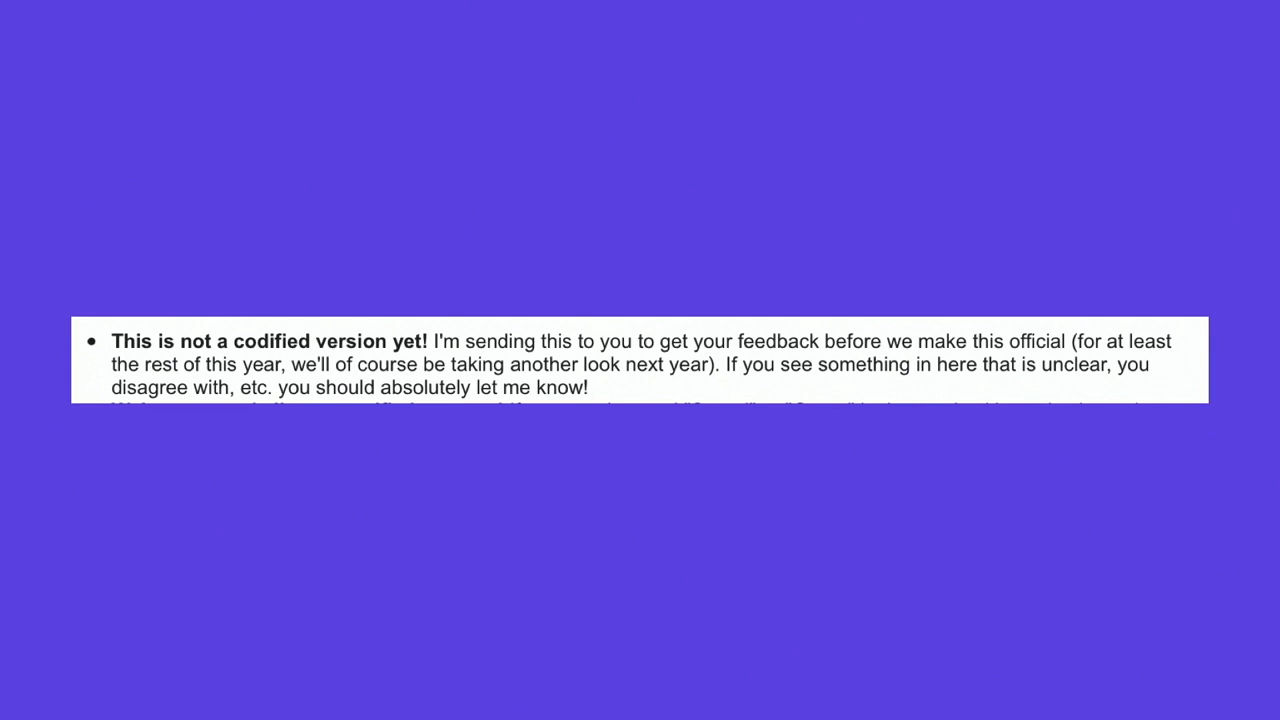 • This is not a codified version yet! I'm sending this to you to get your feedback before we make this official (for at least
the rest of this year, we'll of course be taking another look next year). If you see something in here that is unclear, you
disagree with, etc. you should absolutely let me know!